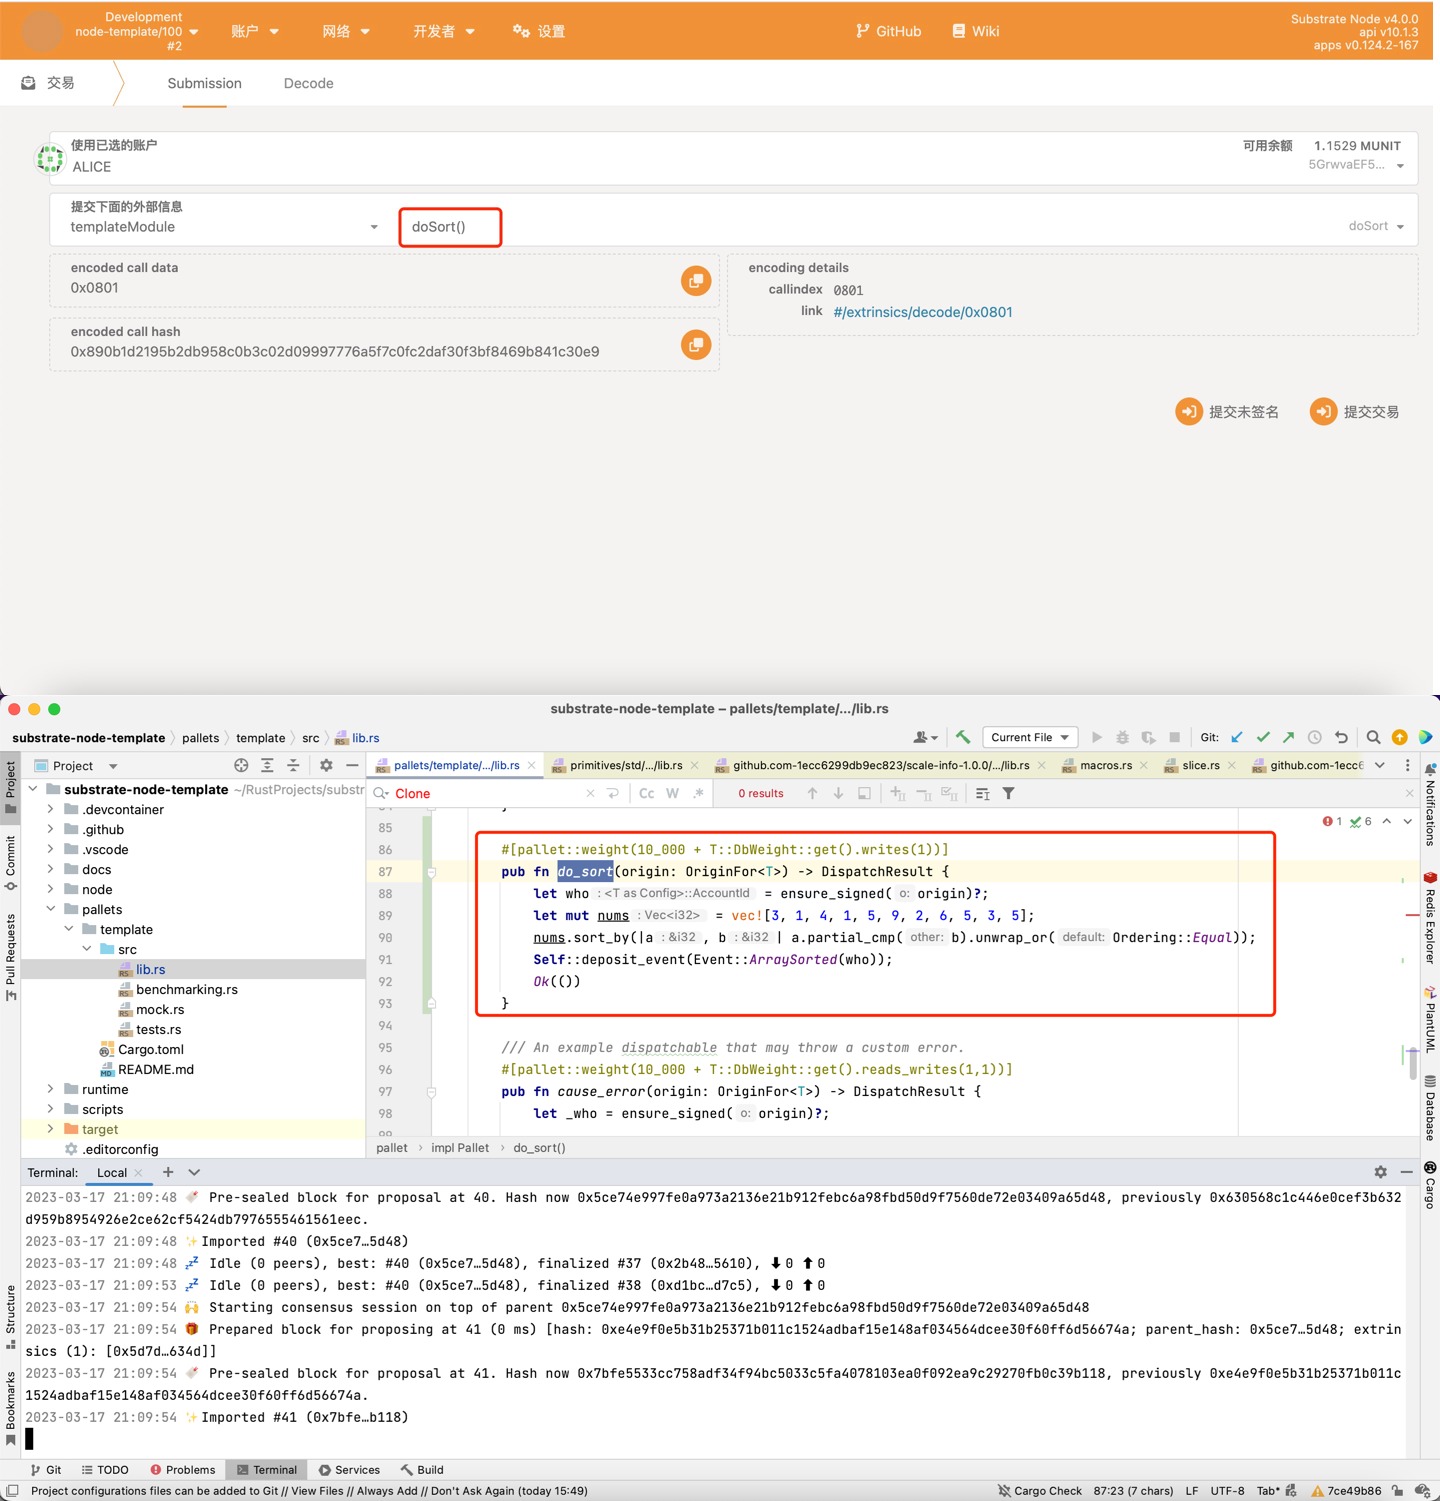 Development
node-template/100
#2
账户
网络
开发者
设置
GitHub
Wiki
Substrate Node v4.0.0
api v10.1.3
apps v0.124.2-167
交易
Submission
Decode
使用已选的账户
ALICE
可用余额
1.1529 MUNIT
5GrwvaEF5...
提交下面的外部信息
templateModule
doSort()
doSort
encoded call data
0x0801
encoding details
callindex
0801
link
#/extrinsics/decode/0x0801
encoded call hash
0x890b1d2195b2db958c0b3c02d09997776a5f7c0fc2daf30f3bf8469b841c30e9
提交未签名
提交交易
substrate-node-template – pallets/template/.../lib.rs
substrate-node-template
pallets
template
src
lib.rs
Current File
Git:
Project
pallets/template/.../lib.rs
primitives/std/.../lib.rs
github.com-1ecc6299db9ec823/scale-info-1.0.0/.../lib.rs
macros.rs
slice.rs
github.com-1ecc6
Clone
Cc
W
.*
0 results
Project
Commit
Pull Requests
Structure
Bookmarks
substrate-node-template ~/RustProjects/substr
.devcontainer
.github
.vscode
docs
node
pallets
template
src
lib.rs
benchmarking.rs
mock.rs
tests.rs
Cargo.toml
README.md
runtime
scripts
target
.editorconfig
85
86 #[pallet::weight(10_000 + T::DbWeight::get().writes(1))]
87 pub fn do_sort(origin: OriginFor<T>) -> DispatchResult {
88 let who : <T as Config>::AccountId = ensure_signed( o: origin)?;
89 let mut nums : Vec<i32> = vec![3, 1, 4, 1, 5, 9, 2, 6, 5, 3, 5];
90 nums.sort_by(|a : &i32 , b : &i32 | a.partial_cmp( other: b).unwrap_or( default: Ordering::Equal));
91 Self::deposit_event(Event::ArraySorted(who));
92 Ok(())
93 }
94
95 /// An example dispatchable that may throw a custom error.
96 #[pallet::weight(10_000 + T::DbWeight::get().reads_writes(1,1))]
97 pub fn cause_error(origin: OriginFor<T>) -> DispatchResult {
98 let _who = ensure_signed( o: origin)?;
1
6
Notifications
Redis Explorer
PlantUML
Database
Cargo
pallet
impl Pallet
do_sort()
Terminal:
Local
2023-03-17 21:09:48 Pre-sealed block for proposal at 40. Hash now 0x5ce74e997fe0a973a2136e21b912febc6a98fbd50d9f7560de72e03409a65d48, previously 0x630568c1c446e0cef3b632
d959b8954926e2ce62cf5424db7976555461561eec.
2023-03-17 21:09:48 ✨ Imported #40 (0x5ce7…5d48)
2023-03-17 21:09:48 💤 Idle (0 peers), best: #40 (0x5ce7…5d48), finalized #37 (0x2b48…5610), ⬇ 0 ⬆ 0
2023-03-17 21:09:53 💤 Idle (0 peers), best: #40 (0x5ce7…5d48), finalized #38 (0xd1bc…d7c5), ⬇ 0 ⬆ 0
2023-03-17 21:09:54 🙌 Starting consensus session on top of parent 0x5ce74e997fe0a973a2136e21b912febc6a98fbd50d9f7560de72e03409a65d48
2023-03-17 21:09:54 🎁 Prepared block for proposing at 41 (0 ms) [hash: 0xe4e9f0e5b31b25371b011c1524adbaf15e148af034564dcee30f60ff6d56674a; parent_hash: 0x5ce7…5d48; extrin
sics (1): [0x5d7d…634d]]
2023-03-17 21:09:54 Pre-sealed block for proposal at 41. Hash now 0x7bfe5533cc758adf34f94bc5033c5fa4078103ea0f092ea9c29270fb0c39b118, previously 0xe4e9f0e5b31b25371b011c
1524adbaf15e148af034564dcee30f60ff6d56674a.
2023-03-17 21:09:54 ✨ Imported #41 (0x7bfe…b118)
Git
TODO
Problems
Terminal
Services
Build
Project configurations files can be added to Git // View Files // Always Add // Don't Ask Again (today 15:49)
Cargo Check
87:23 (7 chars)
LF
UTF-8
Tab*
7ce49b86